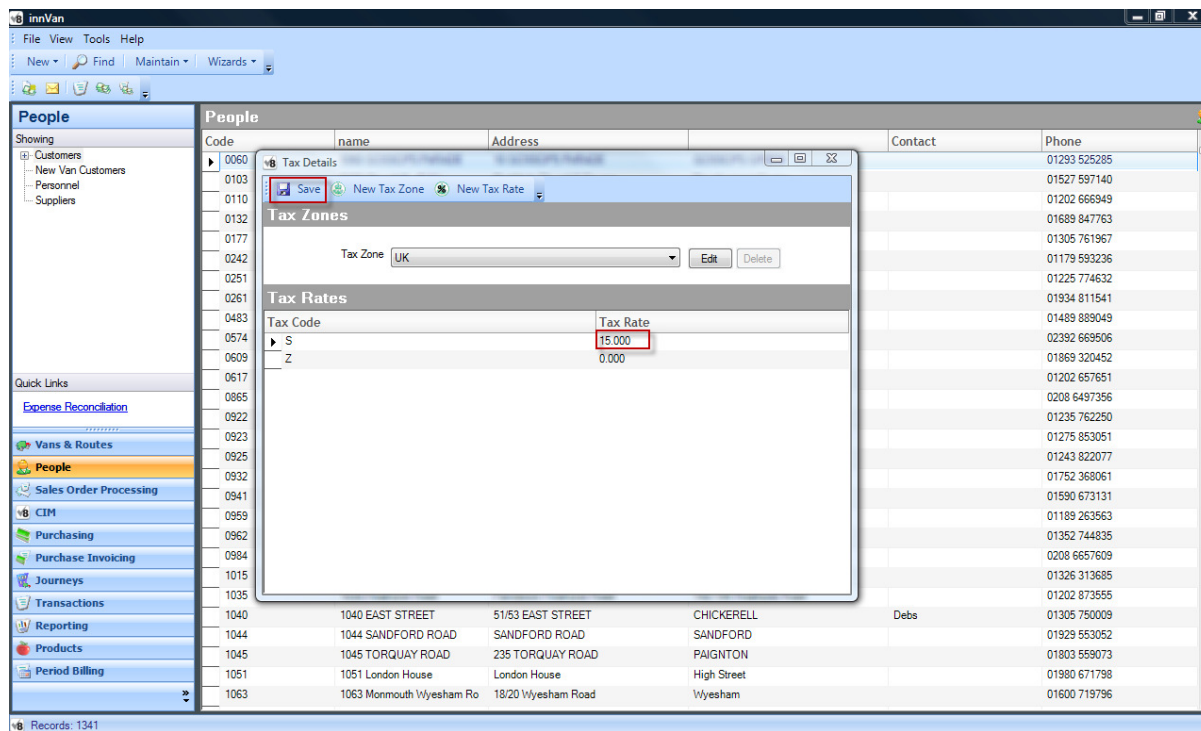 innVan
File View Tools Help
New Find Maintain Wizards
People
Showing
Customers
New Van Customers
Personnel
Suppliers
Quick Links
Expense Reconciliation
Vans & Routes
People
Sales Order Processing
CIM
Purchasing
Purchase Invoicing
Journeys
Transactions
Reporting
Products
Period Billing
People
Code name Address Contact Phone
0060 01293 525285
0103 01527 597140
0110 01202 666949
0132 01689 847763
0177 01305 761967
0242 01179 593236
0251 01225 774632
0261 01934 811541
0483 01489 889049
0574 02392 669506
0609 01869 320452
0617 01202 657651
0865 0208 6497356
0922 01235 762250
0923 01275 853051
0925 01243 822077
0932 01752 368061
0941 01590 673131
0959 01189 263563
0962 01352 744835
0984 0208 6657609
1015 01326 313685
1035 01202 873555
1040 1040 EAST STREET 51/53 EAST STREET CHICKERELL Debs 01305 750009
1044 1044 SANDFORD ROAD SANDFORD ROAD SANDFORD 01929 553052
1045 1045 TORQUAY ROAD 235 TORQUAY ROAD PAIGNTON 01803 559073
1051 1051 London House London House High Street 01980 671798
1063 1063 Monmouth Wyesham Ro 18/20 Wyesham Road Wyesham 01600 719796
Tax Details
Save New Tax Zone New Tax Rate
Tax Zones
Tax Zone UK Edit Delete
Tax Rates
Tax Code Tax Rate
S 15.000
Z 0.000
Records: 1341